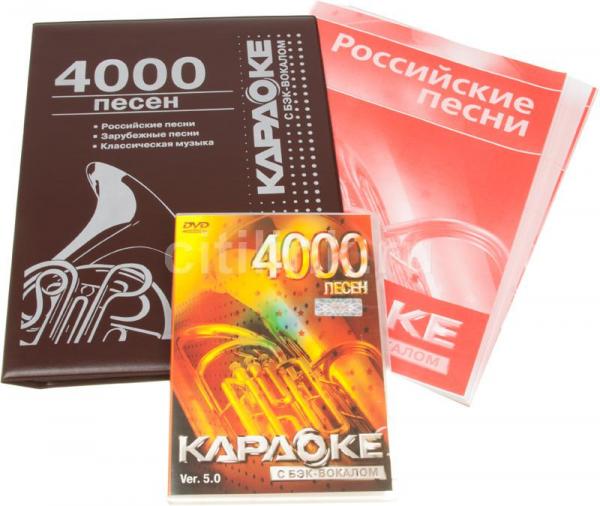 4000
песен
• Российские песни
• Зарубежные песни
• Классическая музыка
КАРАОКЕ
С БЭК-ВОКАЛОМ
Российские
песни
ОКЕ
ВОКАЛОМ
DVD
4000
ПЕСЕН
КАРАОКЕ
С БЭК-ВОКАЛОМ
Ver. 5.0